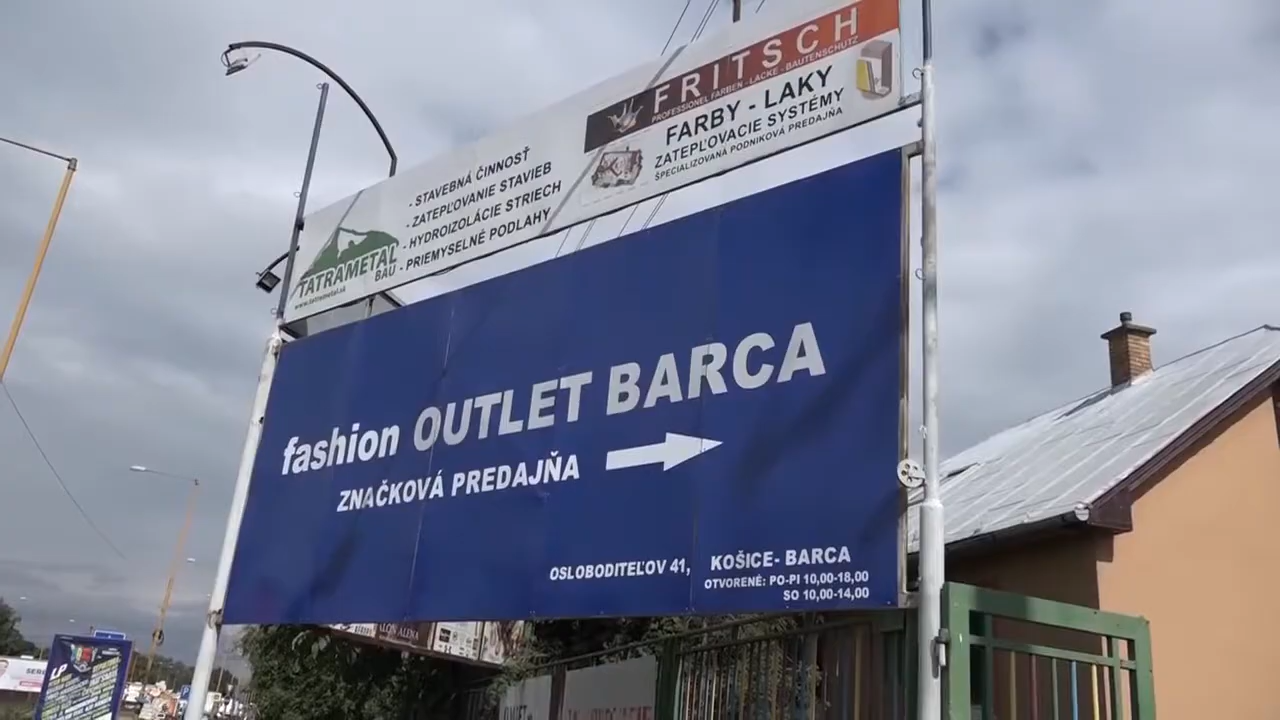 FRITSCH
PROFESSIONEL FARBEN - LACKE - BAUTENSCHUTZ
FARBY - LAKY
ZATEPĽOVACIE SYSTÉMY
ŠPECIALIZOVANÁ PODNIKOVÁ PREDAJŇA
- STAVEBNÁ ČINNOSŤ
- ZATEPĽOVANIE STAVIEB
- HYDROIZOLÁCIE STRIECH
- PRIEMYSELNÉ PODLAHY
TATRAMETAL
BAU
www.tatrametal.sk
fashion OUTLET BARCA
ZNAČKOVÁ PREDAJŇA
OSLOBODITEĽOV 41, KOŠICE- BARCA
OTVORENÉ: PO-PI 10,00-18,00
SO 10,00-14,00